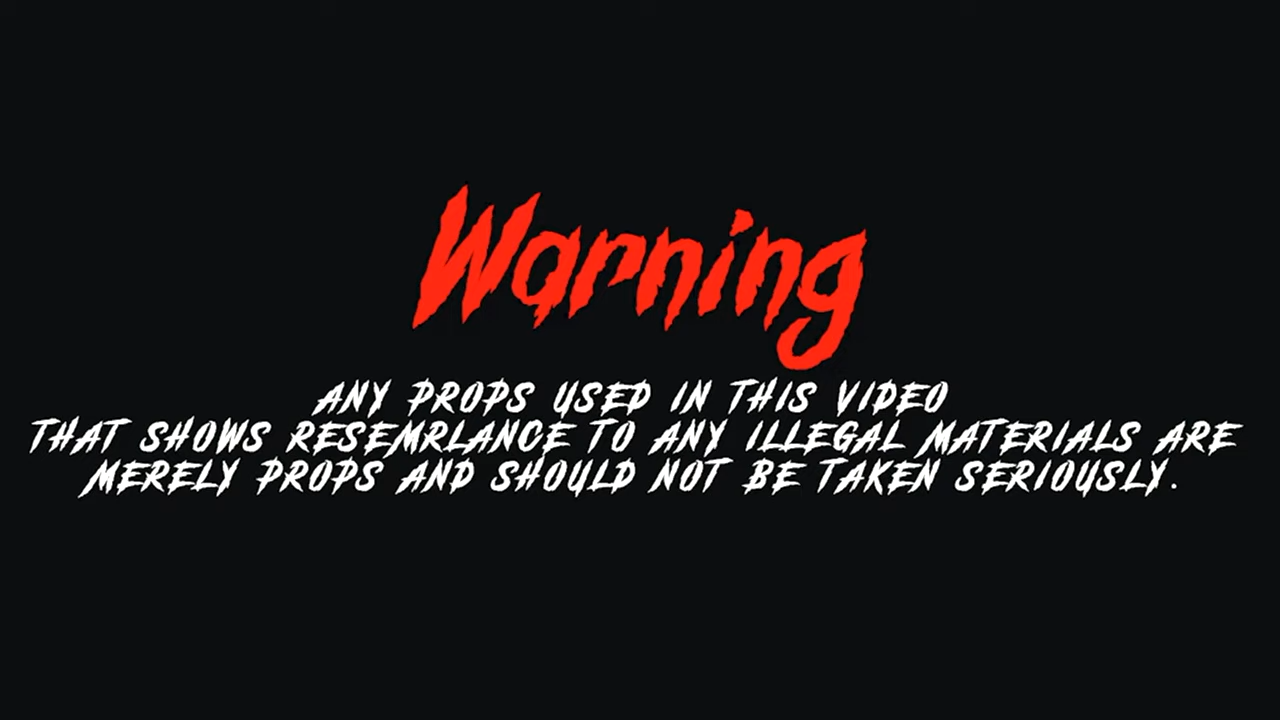 Warning
ANY PROPS USED IN THIS VIDEO
THAT SHOWS RESEMRLANCE TO ANY ILLEGAL MATERIALS ARE
MERELY PROPS AND SHOULD NOT BE TAKEN SERIOUSLY.